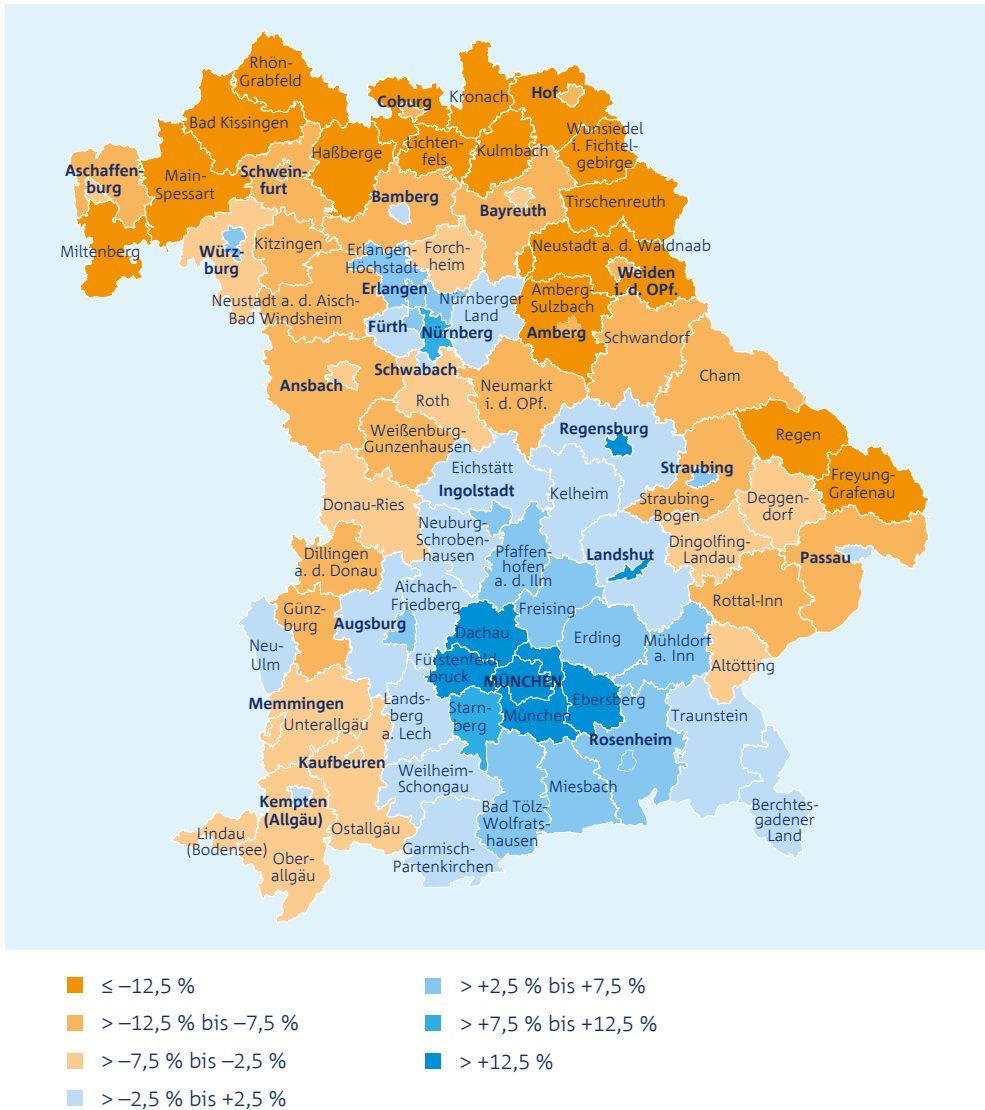 Rhön-
Grabfeld
Coburg
Kronach
Hof
Bad Kissingen
Wunsiedel
i. Fichtel-
gebirge
Haßberge
Lichten-
fels
Kulmbach
Aschaffen-
burg
Main-
Spessart
Schwein-
furt
Bamberg
Bayreuth
Tirschenreuth
Miltenberg
Würz-
burg
Kitzingen
Erlangen-
Höchstadt
Forch-
heim
Neustadt a. d. Waldnaab
Weiden
i. d. OPf.
Erlangen
Neustadt a. d. Aisch-
Bad Windsheim
Nürnberger
Land
Amberg-
Sulzbach
Fürth
Nürnberg
Amberg
Schwandorf
Schwabach
Ansbach
Roth
Neumarkt
i. d. OPf.
Cham
Weißenburg-
Gunzenhausen
Regensburg
Regen
Eichstätt
Ingolstadt
Straubing
Freyung-
Grafenau
Donau-Ries
Kelheim
Straubing-
Bogen
Deggen-
dorf
Neuburg-
Schroben-
hausen
Pfaffen-
hofen
a. d. Ilm
Landshut
Dingolfing-
Landau
Passau
Dillingen
a. d. Donau
Aichach-
Friedberg
Rottal-Inn
Günz-
burg
Augsburg
Freising
Dachau
Erding
Mühldorf
a. Inn
Neu-
Ulm
Fürstenfeld-
bruck
MÜNCHEN
Altötting
Memmingen
Unterallgäu
Lands-
berg
a. Lech
Starn-
berg
München
Ebersberg
Traunstein
Rosenheim
Kaufbeuren
Weilheim-
Schongau
Miesbach
Kempten
(Allgäu)
Bad Tölz-
Wolfrats-
hausen
Berchtes-
gadener
Land
Lindau
(Bodensee)
Ostallgäu
Ober-
allgäu
Garmisch-
Partenkirchen
≤ –12,5 %
> –12,5 % bis –7,5 %
> –7,5 % bis –2,5 %
> –2,5 % bis +2,5 %
> +2,5 % bis +7,5 %
> +7,5 % bis +12,5 %
> +12,5 %